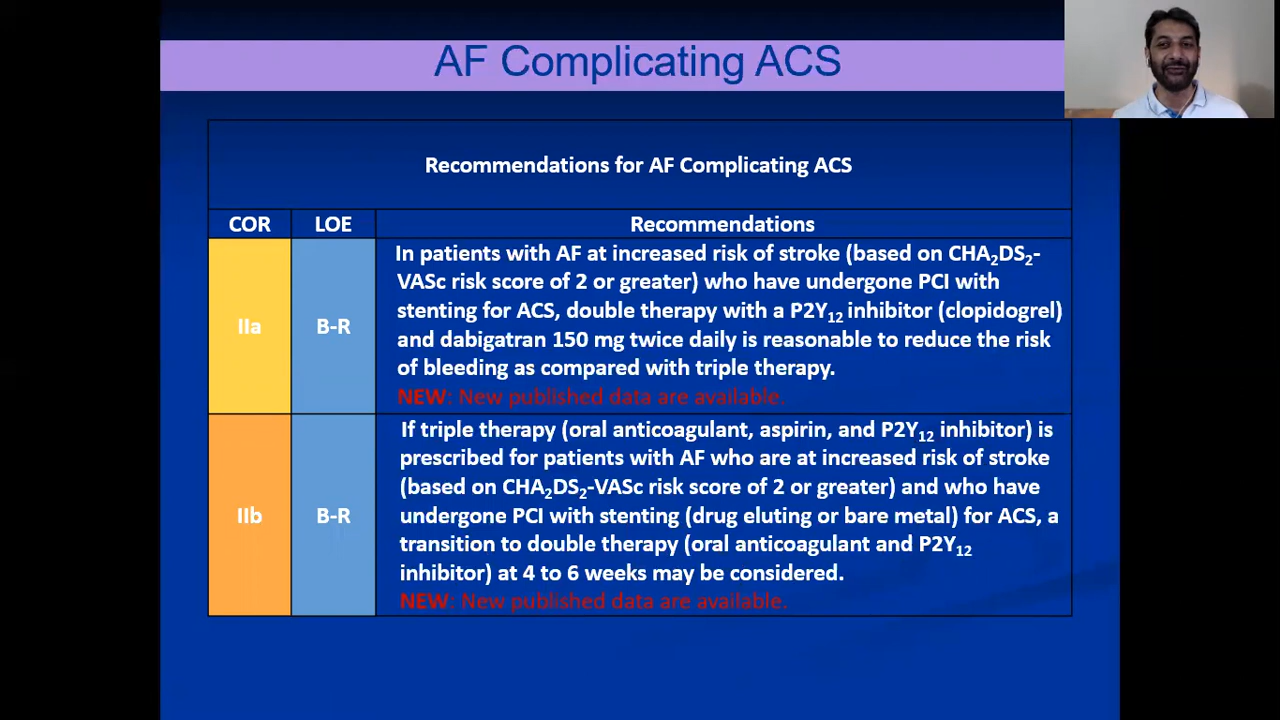 AF Complicating ACS
Recommendations for AF Complicating ACS
COR LOE Recommendations
IIa B-R
In patients with AF at increased risk of stroke (based on CHA₂DS₂-
VASc risk score of 2 or greater) who have undergone PCI with
stenting for ACS, double therapy with a P2Y₁₂ inhibitor (clopidogrel)
and dabigatran 150 mg twice daily is reasonable to reduce the risk
of bleeding as compared with triple therapy.
NEW: New published data are available.
IIb B-R
If triple therapy (oral anticoagulant, aspirin, and P2Y₁₂ inhibitor) is
prescribed for patients with AF who are at increased risk of stroke
(based on CHA₂DS₂-VASc risk score of 2 or greater) and who have
undergone PCI with stenting (drug eluting or bare metal) for ACS, a
transition to double therapy (oral anticoagulant and P2Y₁₂
inhibitor) at 4 to 6 weeks may be considered.
NEW: New published data are available.